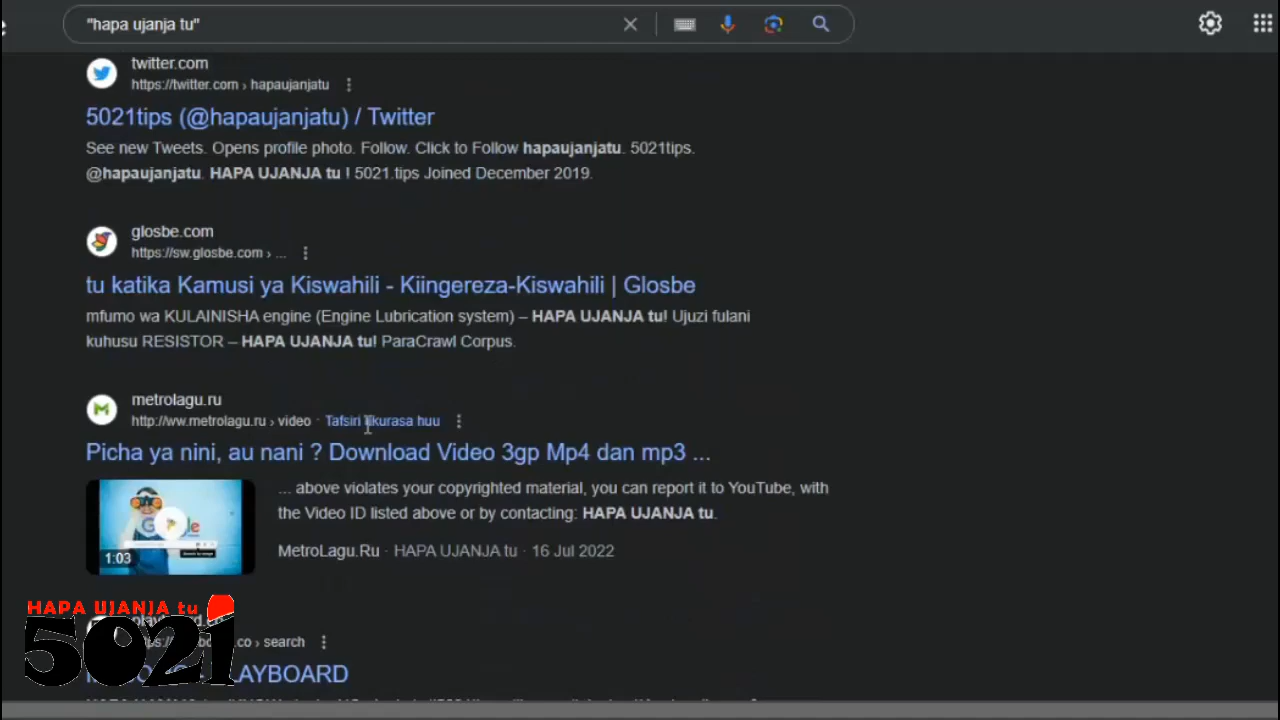 "hapa ujanja tu"
twitter.com
https://twitter.com › hapaujanjatu
5021tips (@hapaujanjatu) / Twitter
See new Tweets. Opens profile photo. Follow. Click to Follow hapaujanjatu. 5021tips.
@hapaujanjatu. HAPA UJANJA tu ! 5021.tips Joined December 2019.
glosbe.com
https://sw.glosbe.com › ...
tu katika Kamusi ya Kiswahili - Kiingereza-Kiswahili | Glosbe
mfumo wa KULAINISHA engine (Engine Lubrication system) – HAPA UJANJA tu! Ujuzi fulani
kuhusu RESISTOR – HAPA UJANJA tu! ParaCrawl Corpus.
metrolagu.ru
http://ww.metrolagu.ru › video · Tafsiri ukurasa huu
Picha ya nini, au nani ? Download Video 3gp Mp4 dan mp3 ...
... above violates your copyrighted material, you can report it to YouTube, with
the Video ID listed above or by contacting: HAPA UJANJA tu.
1:03
MetroLagu.Ru · HAPA UJANJA tu · 16 Jul 2022
HAPA UJANJA tu
5021
.co › search
AYBOARD